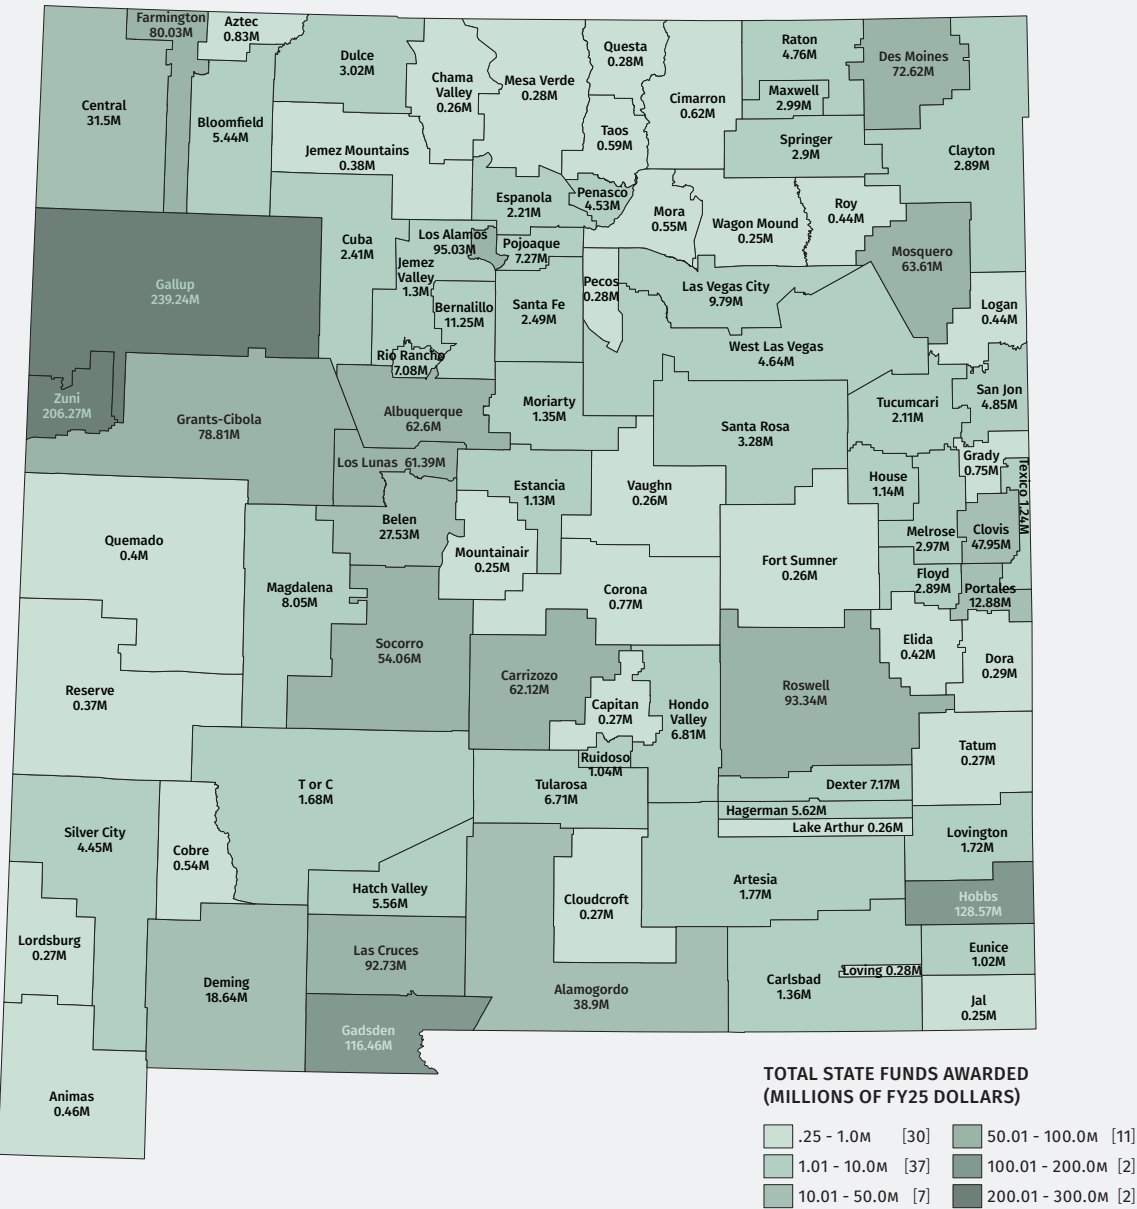 Farmington
80.03M
Aztec
0.83M
Dulce
3.02M
Chama
Valley
0.26M
Mesa Verde
0.28M
Questa
0.28M
Raton
4.76M
Des Moines
72.62M
Central
31.5M
Bloomfield
5.44M
Jemez Mountains
0.38M
Taos
0.59M
Cimarron
0.62M
Maxwell
2.99M
Springer
2.9M
Clayton
2.89M
Espanola
2.21M
Penasco
4.53M
Mora
0.55M
Wagon Mound
0.25M
Roy
0.44M
Cuba
2.41M
Los Alamos
95.03M
Pojoaque
7.27M
Mosquero
63.61M
Jemez
Valley
1.3M
Gallup
239.24M
Pecos
0.28M
Las Vegas City
9.79M
Bernalillo
11.25M
Santa Fe
2.49M
Logan
0.44M
West Las Vegas
4.64M
Rio Rancho
7.08M
Zuni
206.27M
Grants-Cibola
78.81M
Albuquerque
62.6M
Moriarty
1.35M
Santa Rosa
3.28M
Tucumcari
2.11M
San Jon
4.85M
Los Lunas 61.39M
Estancia
1.13M
Vaughn
0.26M
House
1.14M
Grady
0.75M
Texico 1.24M
Quemado
0.4M
Belen
27.53M
Mountainair
0.25M
Fort Sumner
0.26M
Melrose
2.97M
Clovis
47.95M
Magdalena
8.05M
Corona
0.77M
Floyd
2.89M
Portales
12.88M
Socorro
54.06M
Elida
0.42M
Dora
0.29M
Reserve
0.37M
Carrizozo
62.12M
Capitan
0.27M
Hondo
Valley
6.81M
Roswell
93.34M
Tatum
0.27M
Ruidoso
1.04M
T or C
1.68M
Tularosa
6.71M
Dexter 7.17M
Hagerman 5.62M
Lake Arthur 0.26M
Silver City
4.45M
Cobre
0.54M
Lovington
1.72M
Hatch Valley
5.56M
Cloudcroft
0.27M
Artesia
1.77M
Hobbs
128.57M
Lordsburg
0.27M
Las Cruces
92.73M
Deming
18.64M
Alamogordo
38.9M
Carlsbad
1.36M
Loving 0.28M
Eunice
1.02M
Jal
0.25M
Gadsden
116.46M
Animas
0.46M
TOTAL STATE FUNDS AWARDED
(MILLIONS OF FY25 DOLLARS)
.25 - 1.0M [30]
1.01 - 10.0M [37]
10.01 - 50.0M [7]
50.01 - 100.0M [11]
100.01 - 200.0M [2]
200.01 - 300.0M [2]